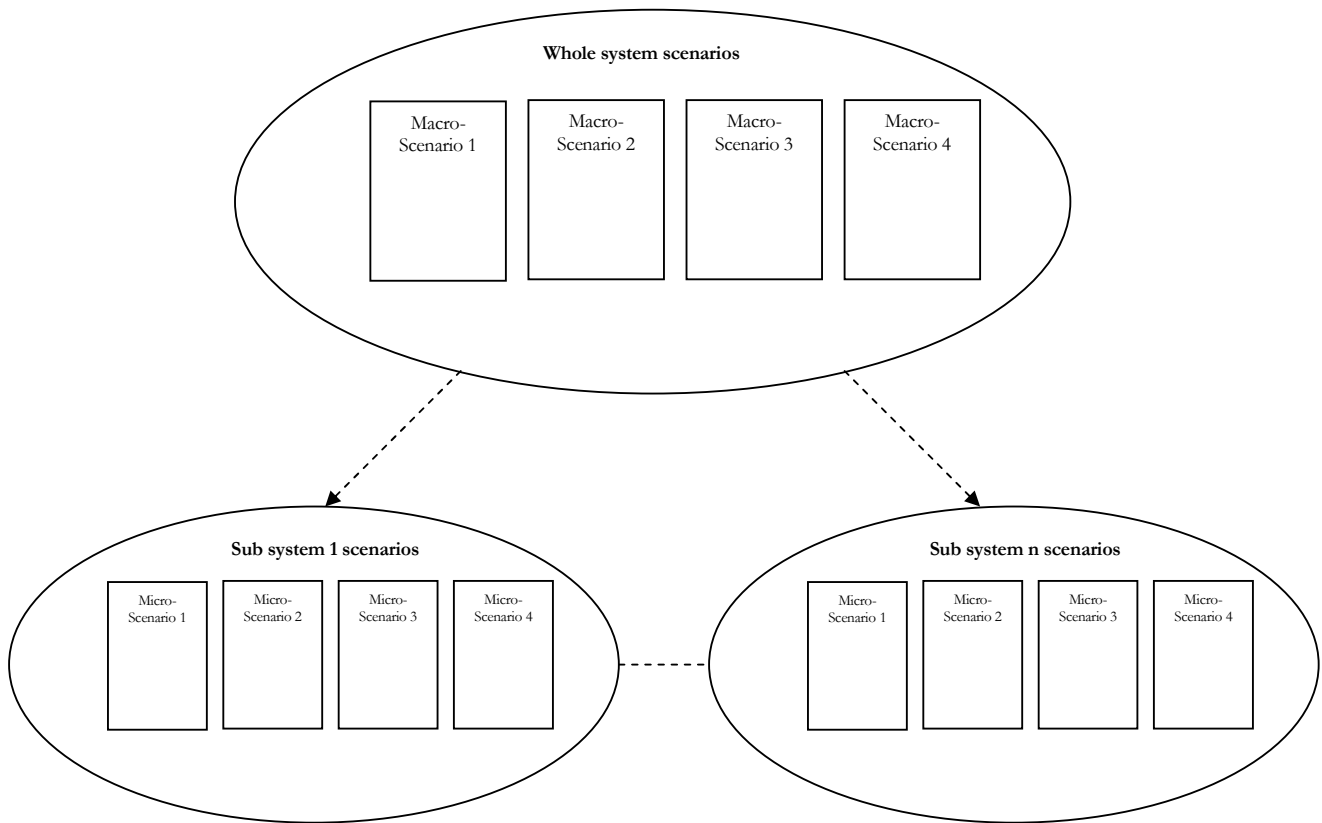 Whole system scenarios
Macro-
Scenario 1
Macro-
Scenario 2
Macro-
Scenario 3
Macro-
Scenario 4
Sub system 1 scenarios
Micro-
Scenario 1
Micro-
Scenario 2
Micro-
Scenario 3
Micro-
Scenario 4
Sub system n scenarios
Micro-
Scenario 1
Micro-
Scenario 2
Micro-
Scenario 3
Micro-
Scenario 4